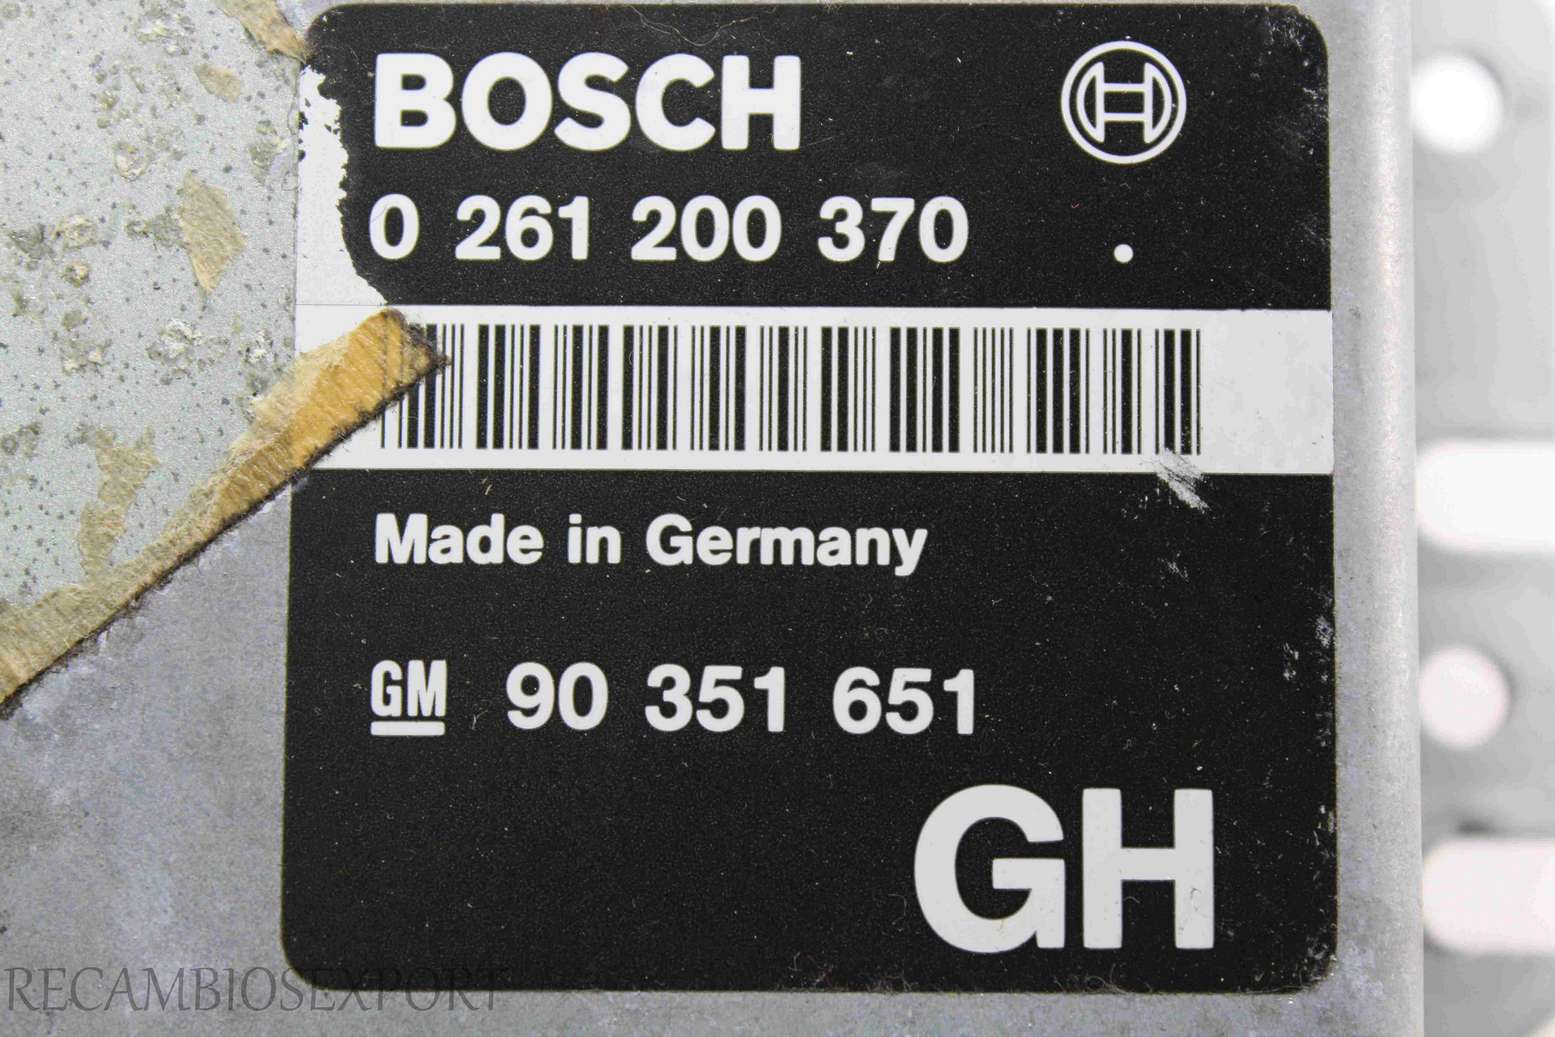 BOSCH
0 261 200 370 .
Made in Germany
GM 90 351 651
GH
RECAMBIOSEXPORT